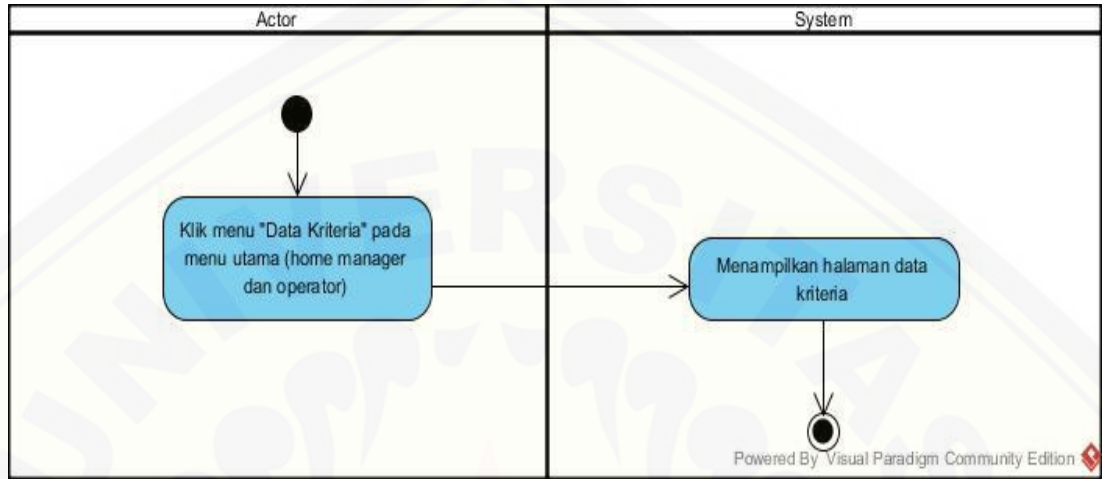 Actor
System
Klik menu "Data Kriteria" pada
menu utama (home manager
dan operator)
Menampilkan halaman data
kriteria
Powered By Visual Paradigm Community Edition
UNIVERSITAS